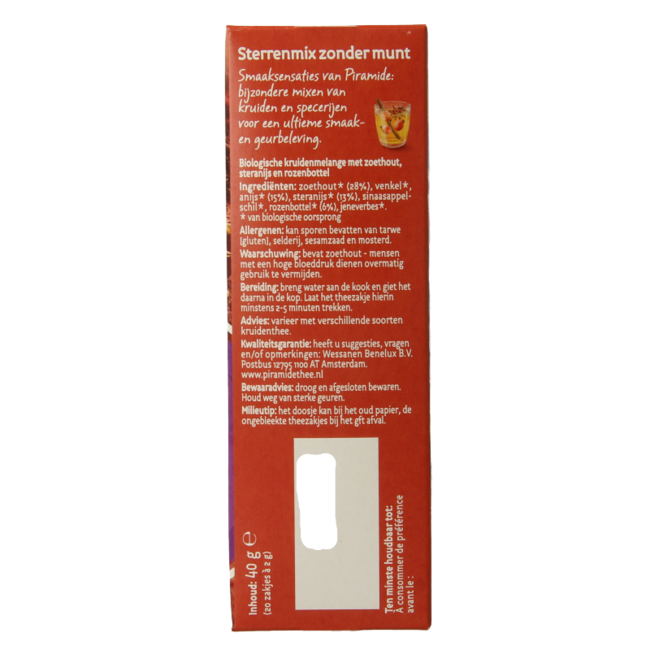 Sterrenmix zonder munt
Smaaksensaties van Piramide:
bijzondere mixen van
kruiden en specerijen
voor een ultieme smaak-
en geurbeleving.
Biologische kruidenmelange met zoethout,
steranijs en rozenbottel
Ingrediënten: zoethout* (28%), venkel*,
anijs* (15%), steranijs* (13%), sinaasappel-
schil*, rozenbottel* (6%), jeneverbes*.
* van biologische oorsprong
Allergenen: kan sporen bevatten van tarwe
(gluten), selderij, sesamzaad en mosterd.
Waarschuwing: bevat zoethout - mensen
met een hoge bloeddruk dienen overmatig
gebruik te vermijden.
Bereiding: breng water aan de kook en giet het
daarna in de kop. Laat het theezakje hierin
minstens 2-5 minuten trekken.
Advies: varieer met verschillende soorten
kruidenthee.
Kwaliteitsgarantie: heeft u suggesties, vragen
en/of opmerkingen: Wessanen Benelux B.V.
Postbus 12795 1100 AT Amsterdam.
www.piramidethee.nl
Bewaaradvies: droog en afgesloten bewaren.
Houd weg van sterke geuren.
Milieutip: het doosje kan bij het oud papier, de
ongebleekte theezakjes bij het gft afval.
Inhoud: 40 g e
(20 zakjes à 2 g)
Ten minste houdbaar tot:
A consommer de préférence
avant le :